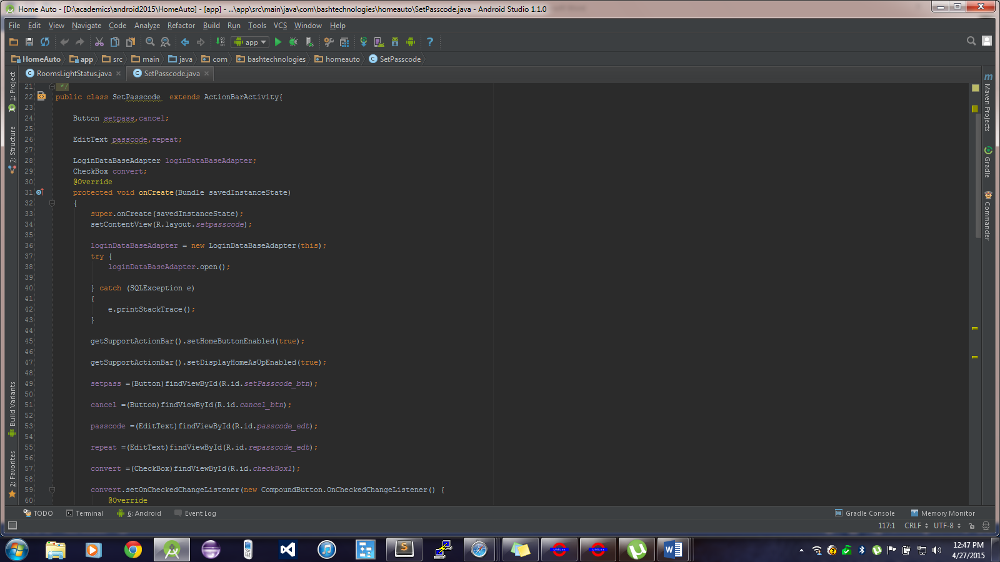 Home Auto - [D:\academics\android2015\HomeAuto] - [app] - ...\app\src\main\java\com\bashtechnologies\homeauto\SetPasscode.java - Android Studio 1.1.0
File Edit View Navigate Code Analyze Refactor Build Run Tools VCS Window Help
app
HomeAuto app src main java com bashtechnologies homeauto SetPasscode
RoomsLightStatus.java SetPasscode.java
1: Project
7: Structure
Build Variants
2: Favorites
21 */
22 public class SetPasscode  extends ActionBarActivity{
23
24     Button setpass,cancel;
25
26     EditText passcode,repeat;
27
28     LoginDataBaseAdapter loginDataBaseAdapter;
29     CheckBox convert;
30     @Override
31     protected void onCreate(Bundle savedInstanceState)
32     {
33         super.onCreate(savedInstanceState);
34         setContentView(R.layout.setpasscode);
35
36         loginDataBaseAdapter = new LoginDataBaseAdapter(this);
37         try {
38             loginDataBaseAdapter.open();
39
40         } catch (SQLException e)
41         {
42             e.printStackTrace();
43         }
44
45         getSupportActionBar().setHomeButtonEnabled(true);
46
47         getSupportActionBar().setDisplayHomeAsUpEnabled(true);
48
49         setpass =(Button)findViewById(R.id.setPasscode_btn);
50
51         cancel =(Button)findViewById(R.id.cancel_btn);
52
53         passcode =(EditText)findViewById(R.id.passcode_edt);
54
55         repeat =(EditText)findViewById(R.id.repasscode_edt);
56
57         convert =(CheckBox)findViewById(R.id.checkBox1);
58
59         convert.setOnCheckedChangeListener(new CompoundButton.OnCheckedChangeListener() {
60             @Override
Maven Projects
Gradle
Commander
TODO Terminal 6: Android Event Log Gradle Console Memory Monitor
117:1 CRLF UTF-8
12:47 PM
4/27/2015